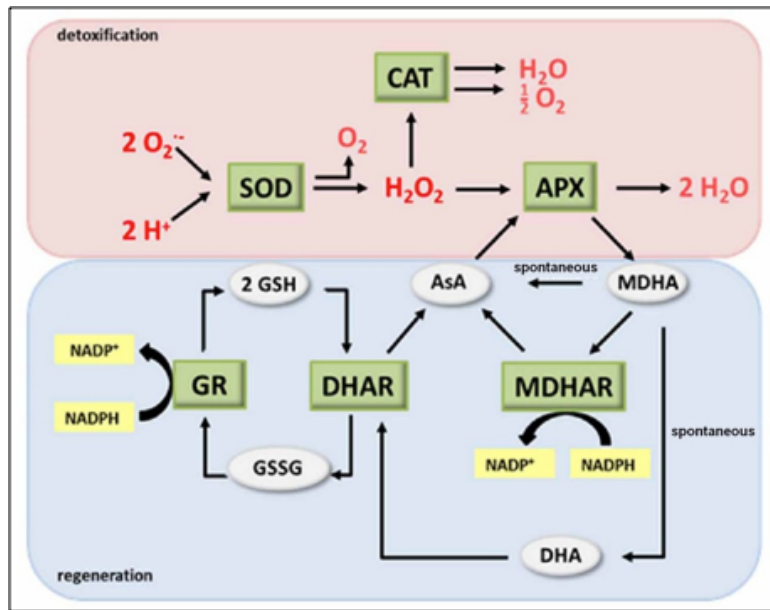 detoxification
CAT
H₂O
½ O₂
2 O₂˙⁻
O₂
SOD
H₂O₂
APX
2 H₂O
2 H⁺
2 GSH
AsA
spontaneous
MDHA
NADP⁺
GR
DHAR
MDHAR
NADPH
spontaneous
GSSG
NADP⁺
NADPH
DHA
regeneration